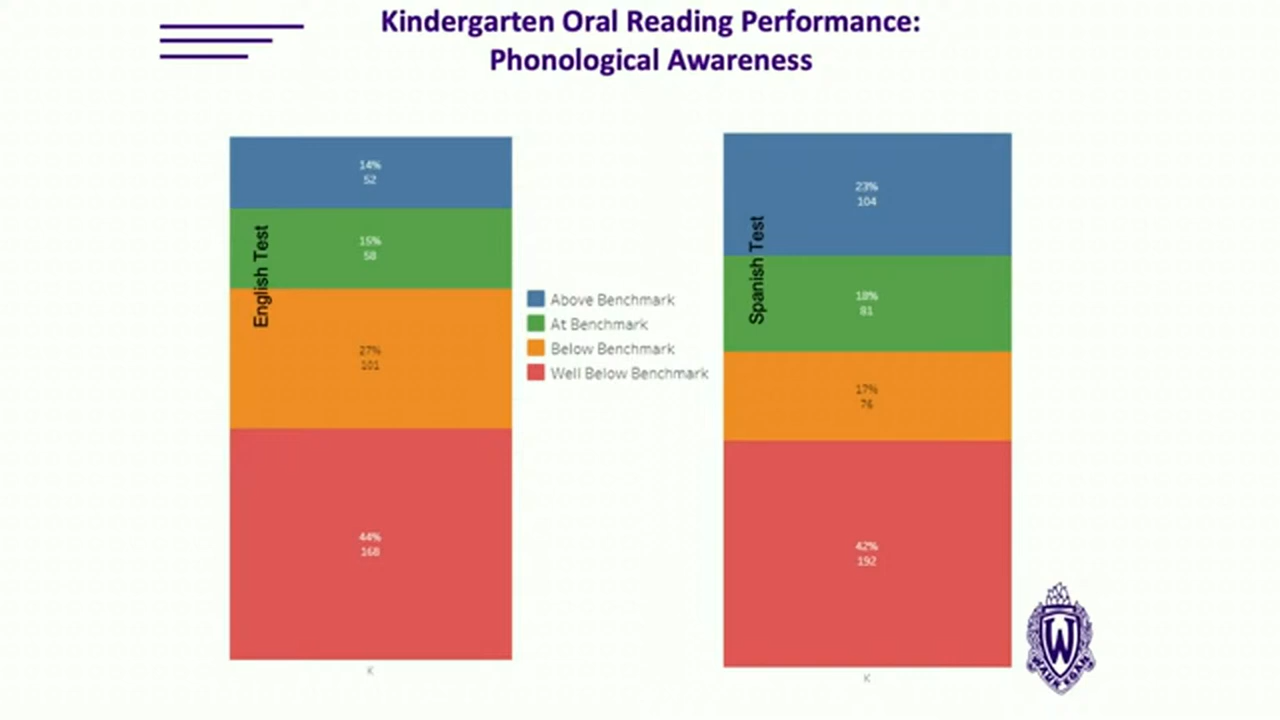 Kindergarten Oral Reading Performance:
Phonological Awareness
English Test
14%
52
15%
58
27%
101
44%
168
K
Above Benchmark
At Benchmark
Below Benchmark
Well Below Benchmark
Spanish Test
23%
104
18%
81
17%
76
42%
192
K
W
WAUKEGAN